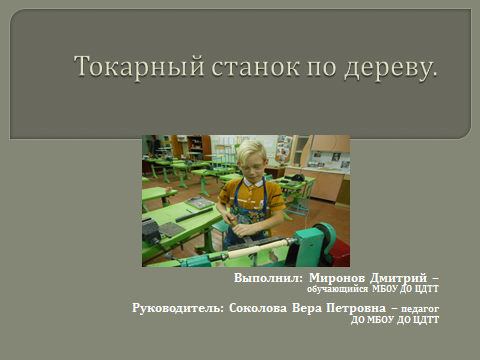 Токарный станок по дереву.
Выполнил: Миронов Дмитрий –
обучающийся МБОУ ДО ЦДТТ
Руководитель: Соколова Вера Петровна – педагог
ДО МБОУ ДО ЦДТТ